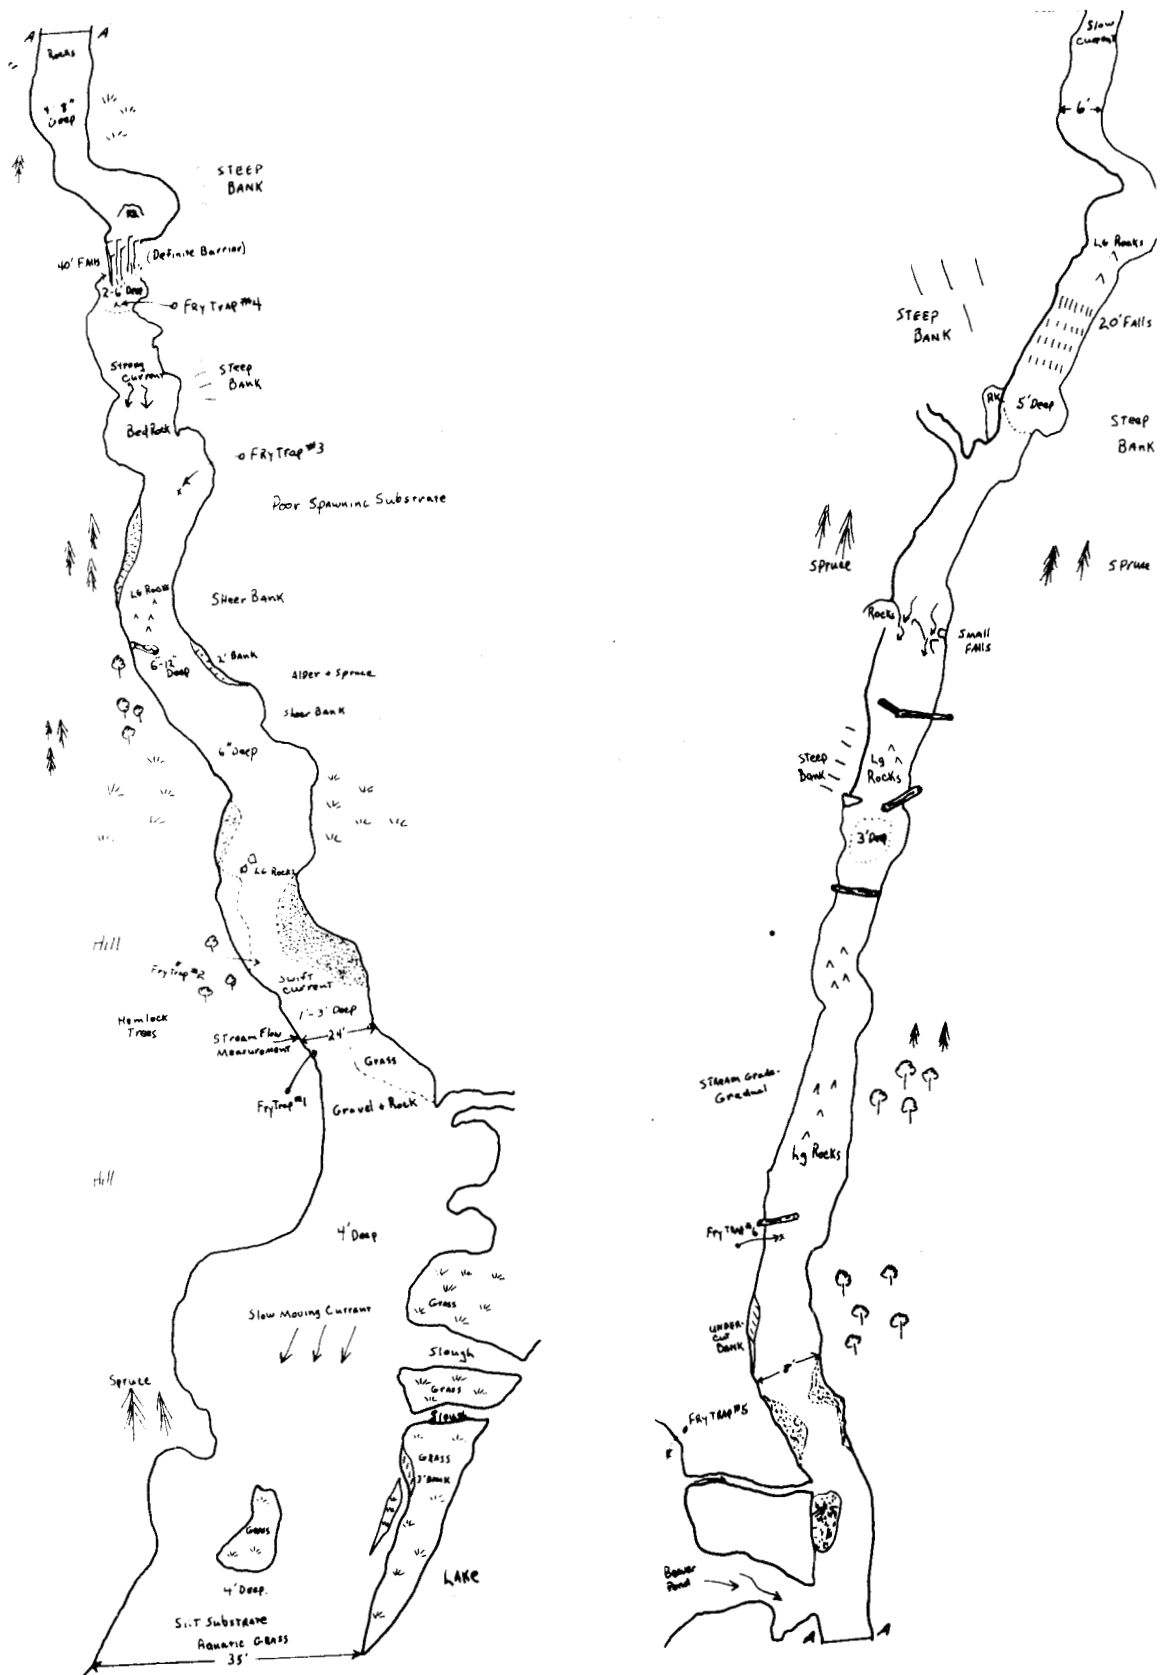 A A
Rocks
4-8"
Deep
STEEP
BANK
RK
40' Falls
(Definite Barrier)
2-6' Deep
FRY TRAP #4
Strong
Current
STEEP
BANK
Bed Rock
FRY Trap #3
Poor Spawning Substrate
LG Rocks
SHeer BANK
6"-12"
Deep
2' Bank
Alder + Spruce
Sheer BANK
6" Deep
LG Rocks
Hill
Fry Trap #2
Swift
Current
1'-3' Deep
Hemlock
Trees
Stream Flow
Measurement
24'
GRASS
Fry Trap #1
Gravel + Rock
Hill
4' Deep
Grass
Slow Moving Current
Slough
Spruce
GRASS
Slough
GRASS
3' BANK
GRASS
4' Deep.
LAKE
Silt Substrate
Aquatic GRASS
35'
Slow
Current
6'
LG Rocks
STEEP
BANK
20' Falls
RK
5' Deep
STEEP
BANK
Spruce
Spruce
Rocks
Small
Falls
Steep
Bank
Lg
Rocks
3' Deep
Stream Grade-
Gradual
Lg Rocks
Fry Trap #6
UNDER-
CUT
BANK
8'
FRY TRAP #5
Beaver
Pond
A A